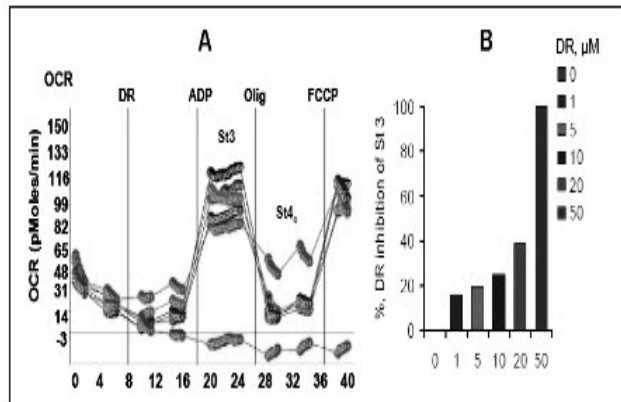 A
OCR
DR
ADP
Olig
FCCP
OCR (pMoles/min)
150
133
116
99
82
65
48
31
14
-3
St3
St4o
0 4 8 12 16 20 24 28 32 36 40
B
DR, µM
0
1
5
10
20
50
%, DR inhibition of St 3
100
80
60
40
20
0
0 1 5 10 20 50